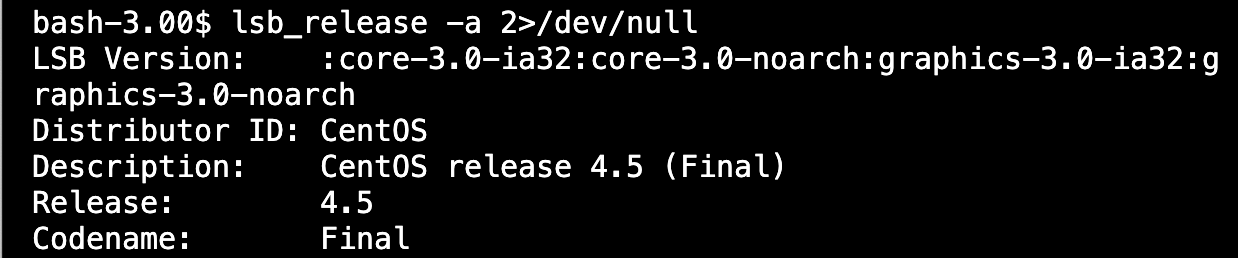 bash-3.00$ lsb_release -a 2>/dev/null
LSB Version:    :core-3.0-ia32:core-3.0-noarch:graphics-3.0-ia32:g
raphics-3.0-noarch
Distributor ID: CentOS
Description:    CentOS release 4.5 (Final)
Release:        4.5
Codename:       Final